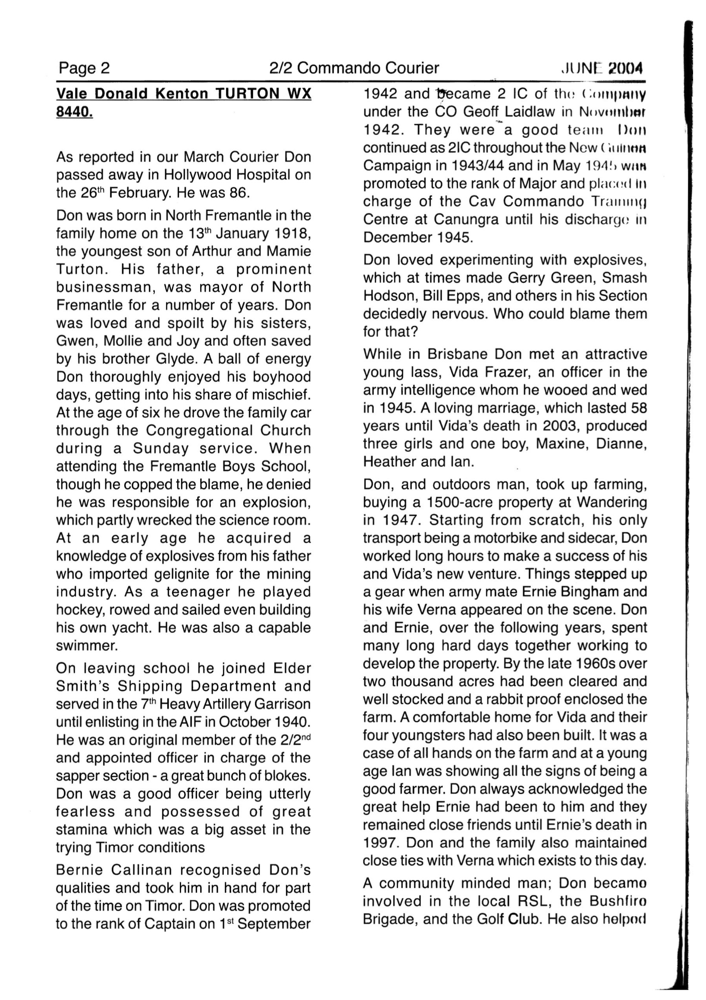 Page 2
2/2 Commando Courier
JUNE 2004
Vale Donald Kenton TURTON WX
8440.
As reported in our March Courier Don
passed away in Hollywood Hospital on
the 26th February. He was 86.
Don was born in North Fremantle in the
family home on the 13th January 1918,
the youngest son of Arthur and Mamie
Turton. His father, a prominent
businessman, was mayor of North
Fremantle for a number of years. Don
was loved and spoilt by his sisters,
Gwen, Mollie and Joy and often saved
by his brother Glyde. A ball of energy
Don thoroughly enjoyed his boyhood
days, getting into his share of mischief.
At the age of six he drove the family car
through the Congregational Church
during a Sunday service. When
attending the Fremantle Boys School,
though he copped the blame, he denied
he was responsible for an explosion,
which partly wrecked the science room.
At an early age he acquired a
knowledge of explosives from his father
who imported gelignite for the mining
industry. As a teenager he played
hockey, rowed and sailed even building
his own yacht. He was also a capable
swimmer.
On leaving school he joined Elder
Smith's Shipping Department and
served in the 7th Heavy Artillery Garrison
until enlisting in the AIF in October 1940.
He was an original member of the 2/2nd
and appointed officer in charge of the
sapper section - a great bunch of blokes.
Don was a good officer being utterly
fearless and possessed of great
stamina which was a big asset in the
trying Timor conditions
Bernie Callinan recognised Don's
qualities and took him in hand for part
of the time on Timor. Don was promoted
to the rank of Captain on 1st September
1942 and became 2 IC of the Company
under the CO Geoff Laidlaw in November
1942. They were a good team Don
continued as 2IC throughout the New Guinea
Campaign in 1943/44 and in May 1945 was
promoted to the rank of Major and placed in
charge of the Cav Commando Training
Centre at Canungra until his discharge in
December 1945.
Don loved experimenting with explosives,
which at times made Gerry Green, Smash
Hodson, Bill Epps, and others in his Section
decidedly nervous. Who could blame them
for that?
While in Brisbane Don met an attractive
young lass, Vida Frazer, an officer in the
army intelligence whom he wooed and wed
in 1945. A loving marriage, which lasted 58
years until Vida's death in 2003, produced
three girls and one boy, Maxine, Dianne,
Heather and Ian.
Don, and outdoors man, took up farming,
buying a 1500-acre property at Wandering
in 1947. Starting from scratch, his only
transport being a motorbike and sidecar, Don
worked long hours to make a success of his
and Vida's new venture. Things stepped up
a gear when army mate Ernie Bingham and
his wife Verna appeared on the scene. Don
and Ernie, over the following years, spent
many long hard days together working to
develop the property. By the late 1960s over
two thousand acres had been cleared and
well stocked and a rabbit proof enclosed the
farm. A comfortable home for Vida and their
four youngsters had also been built. It was a
case of all hands on the farm and at a young
age Ian was showing all the signs of being a
good farmer. Don always acknowledged the
great help Ernie had been to him and they
remained close friends until Ernie's death in
1997. Don and the family also maintained
close ties with Verna which exists to this day.
A community minded man; Don became
involved in the local RSL, the Bushfire
Brigade, and the Golf Club. He also helped